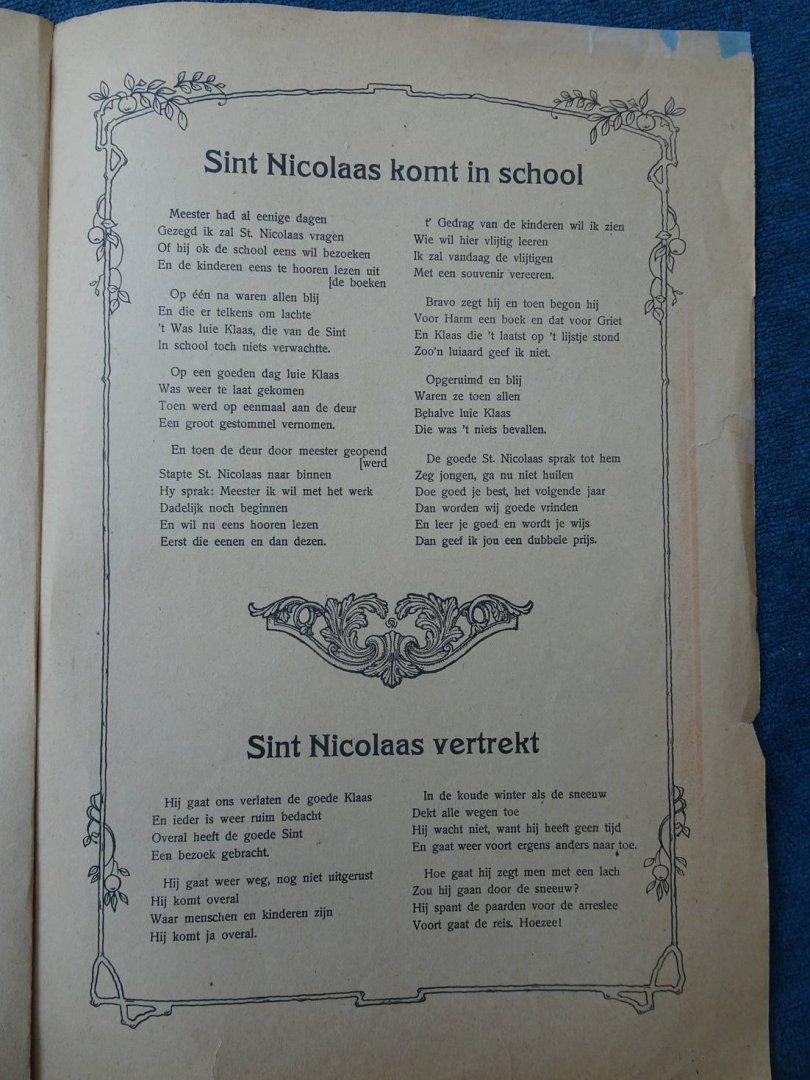 Sint Nicolaas komt in school
Meester had al eenige dagen
Gezegd ik zal St. Nicolaas vragen
Of hij ok de school eens wil bezoeken
En de kinderen eens te hooren lezen uit
[de boeken
Op één na waren allen blij
En die er telkens om lachte
't Was luie Klaas, die van de Sint
In school toch niets verwachtte.
Op een goeden dag luie Klaas
Was weer te laat gekomen
Toen werd op eenmaal aan de deur
Een groot gestommel vernomen.
En toen de deur door meester geopend
[werd
Stapte St. Nicolaas naar binnen
Hy sprak: Meester ik wil met het werk
Dadelijk noch beginnen
En wil nu eens hooren lezen
Eerst die eenen en dan dezen.
t' Gedrag van de kinderen wil ik zien
Wie wil hier vlijtig leeren
Ik zal vandaag de vlijtigen
Met een souvenir vereeren.
Bravo zegt hij en toen begon hij
Voor Harm een boek en dat voor Griet
En Klaas die 't laatst op 't lijstje stond
Zoo'n luiaard geef ik niet.
Opgeruimd en blij
Waren ze toen allen
Behalve luie Klaas
Die was 't niets bevallen.
De goede St. Nicolaas sprak tot hem
Zeg jongen, ga nu niet huilen
Doe goed je best, het volgende jaar
Dan worden wij goede vrinden
En leer je goed en wordt je wijs
Dan geef ik jou een dubbele prijs.
Sint Nicolaas vertrekt
Hij gaat ons verlaten de goede Klaas
En ieder is weer ruim bedacht
Overal heeft de goede Sint
Een bezoek gebracht.
Hij gaat weer weg, nog niet uitgerust
Hij komt overal
Waar menschen en kinderen zijn
Hij komt ja overal.
In de koude winter als de sneeuw
Dekt alle wegen toe
Hij wacht niet, want hij heeft geen tijd
En gaat weer voort ergens anders naar toe.
Hoe gaat hij zegt men met een lach
Zou hij gaan door de sneeuw?
Hij spant de paarden voor de arreslee
Voort gaat de reis. Hoezee!